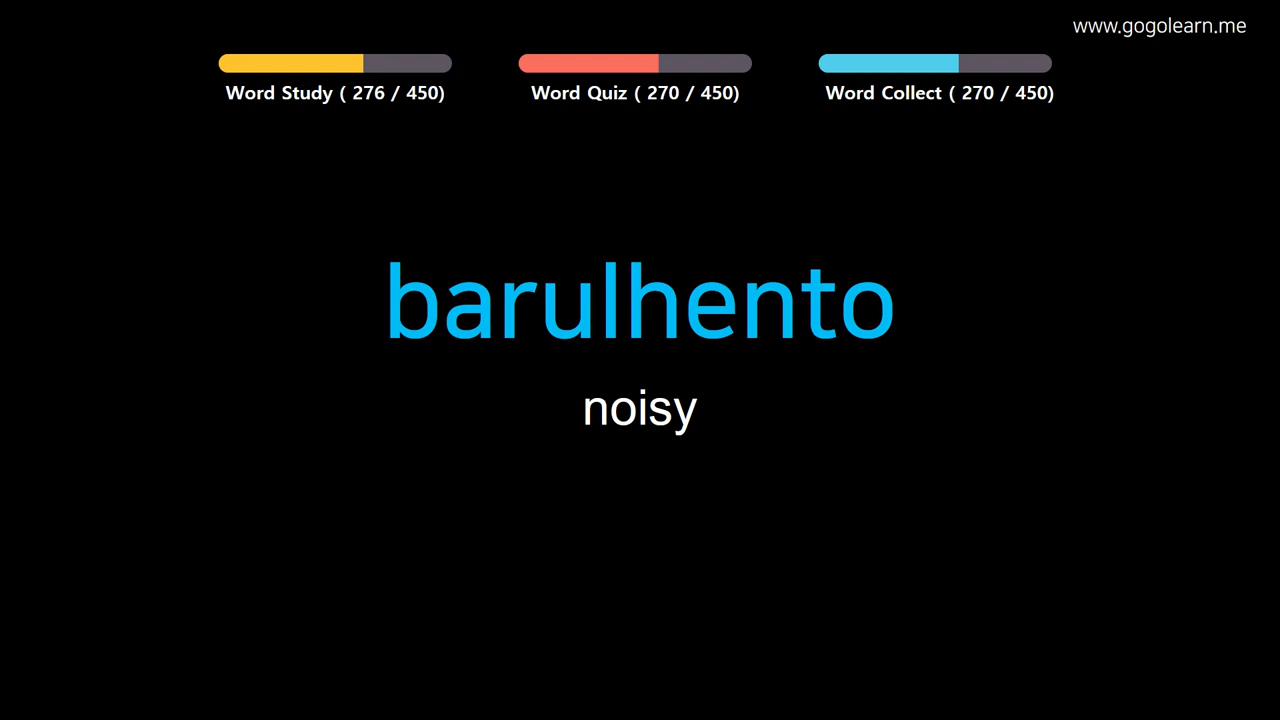 www.gogolearn.me
Word Study ( 276 / 450)
Word Quiz ( 270 / 450)
Word Collect ( 270 / 450)
barulhento
noisy